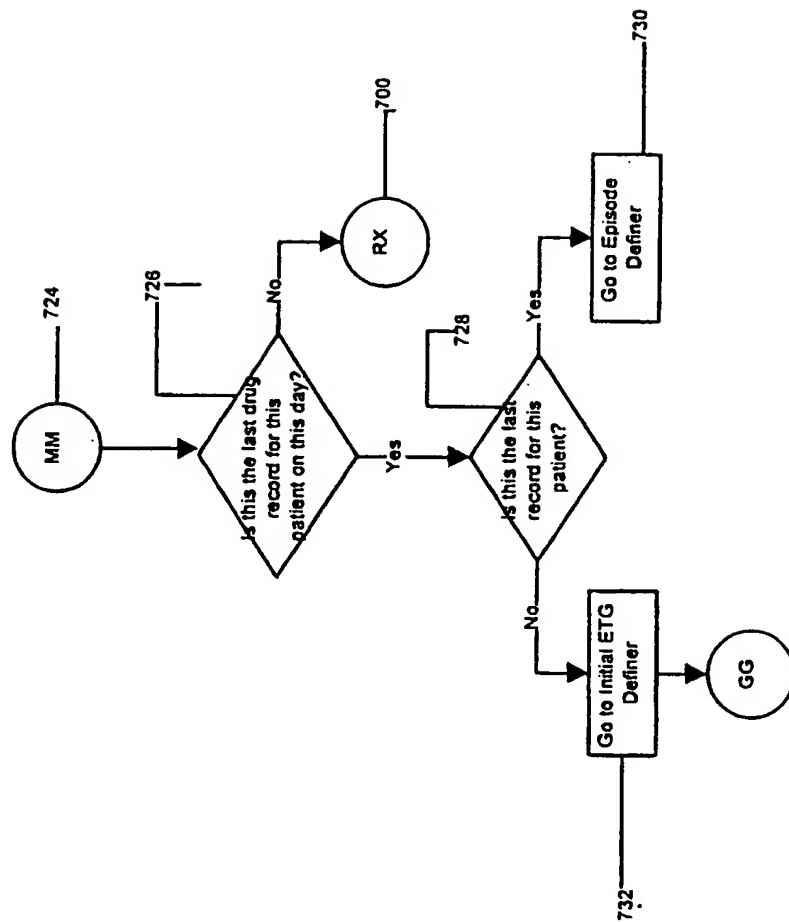 MM
724
726
Is this the last drug
record for this
patient on this day?
No
RX
700
Yes
728
Is this the last
record for this
patient?
No
Yes
Go to Initial ETG
Definer
732
Go to Episode
Definer
730
GG